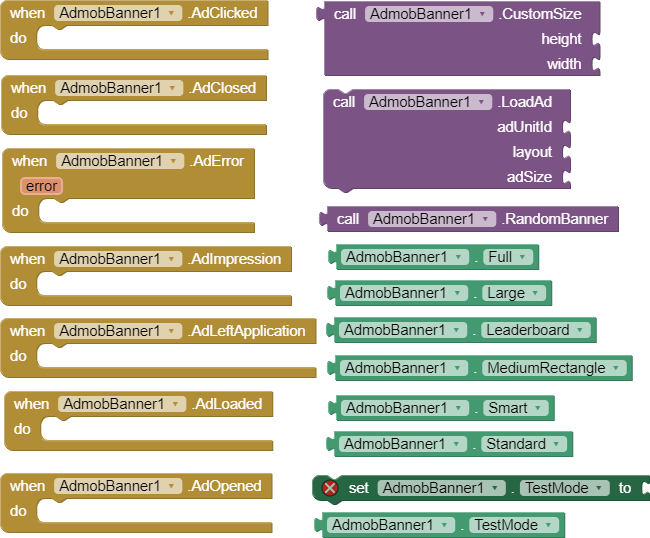 when AdmobBanner1 .AdClicked
do
when AdmobBanner1 .AdClosed
do
when AdmobBanner1 .AdError
error
do
when AdmobBanner1 .AdImpression
do
when AdmobBanner1 .AdLeftApplication
do
when AdmobBanner1 .AdLoaded
do
when AdmobBanner1 .AdOpened
do
call AdmobBanner1 .CustomSize
height
width
call AdmobBanner1 .LoadAd
adUnitId
layout
adSize
call AdmobBanner1 .RandomBanner
AdmobBanner1 . Full
AdmobBanner1 . Large
AdmobBanner1 . Leaderboard
AdmobBanner1 . MediumRectangle
AdmobBanner1 . Smart
AdmobBanner1 . Standard
set AdmobBanner1 . TestMode to
AdmobBanner1 . TestMode